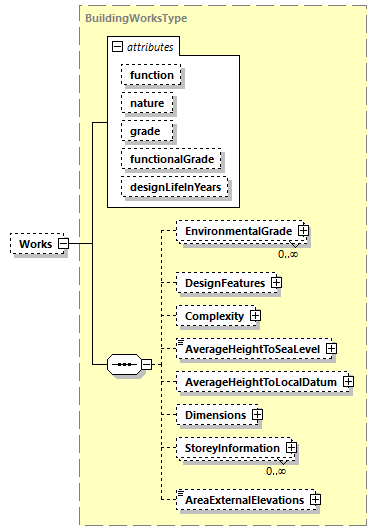 BuildingWorksType
attributes
function
nature
grade
functionalGrade
designLifeInYears
Works
EnvironmentalGrade
0..∞
DesignFeatures
Complexity
AverageHeightToSeaLevel
AverageHeightToLocalDatum
Dimensions
StoreyInformation
0..∞
AreaExternalElevations